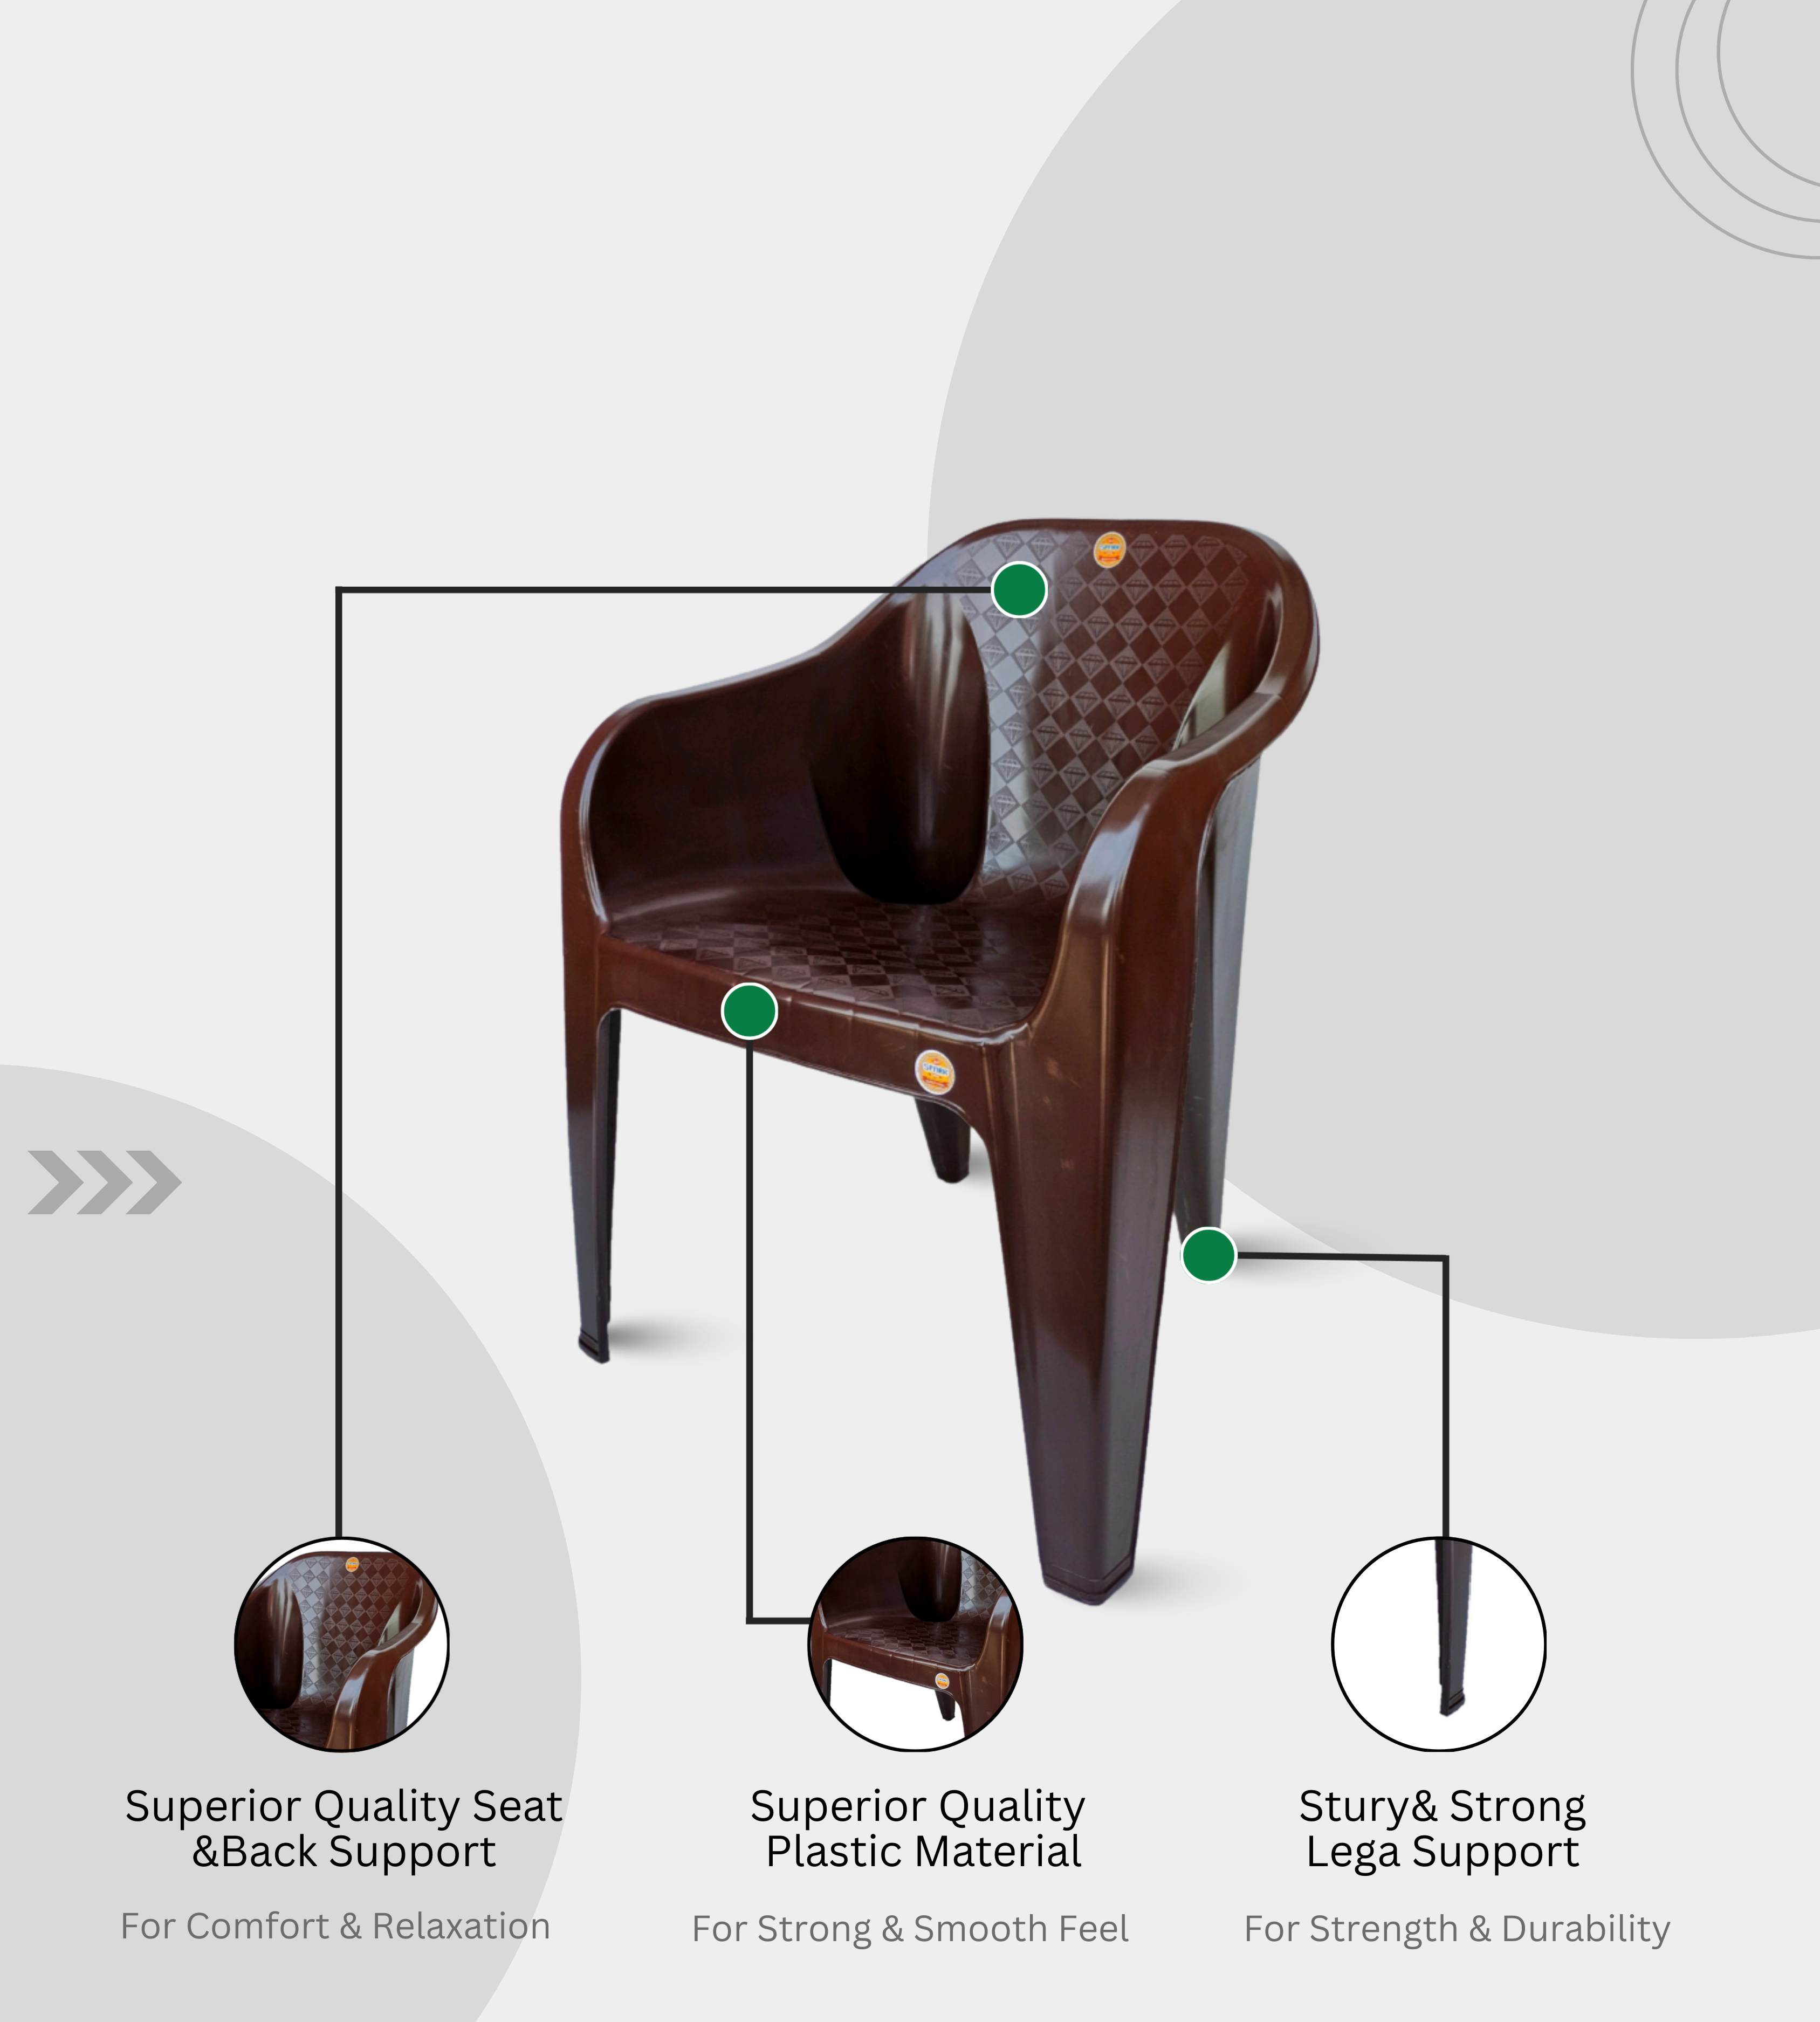 Superior Quality Seat
&Back Support
For Comfort & Relaxation
Superior Quality
Plastic Material
For Strong & Smooth Feel
Stury& Strong
Lega Support
For Strength & Durability